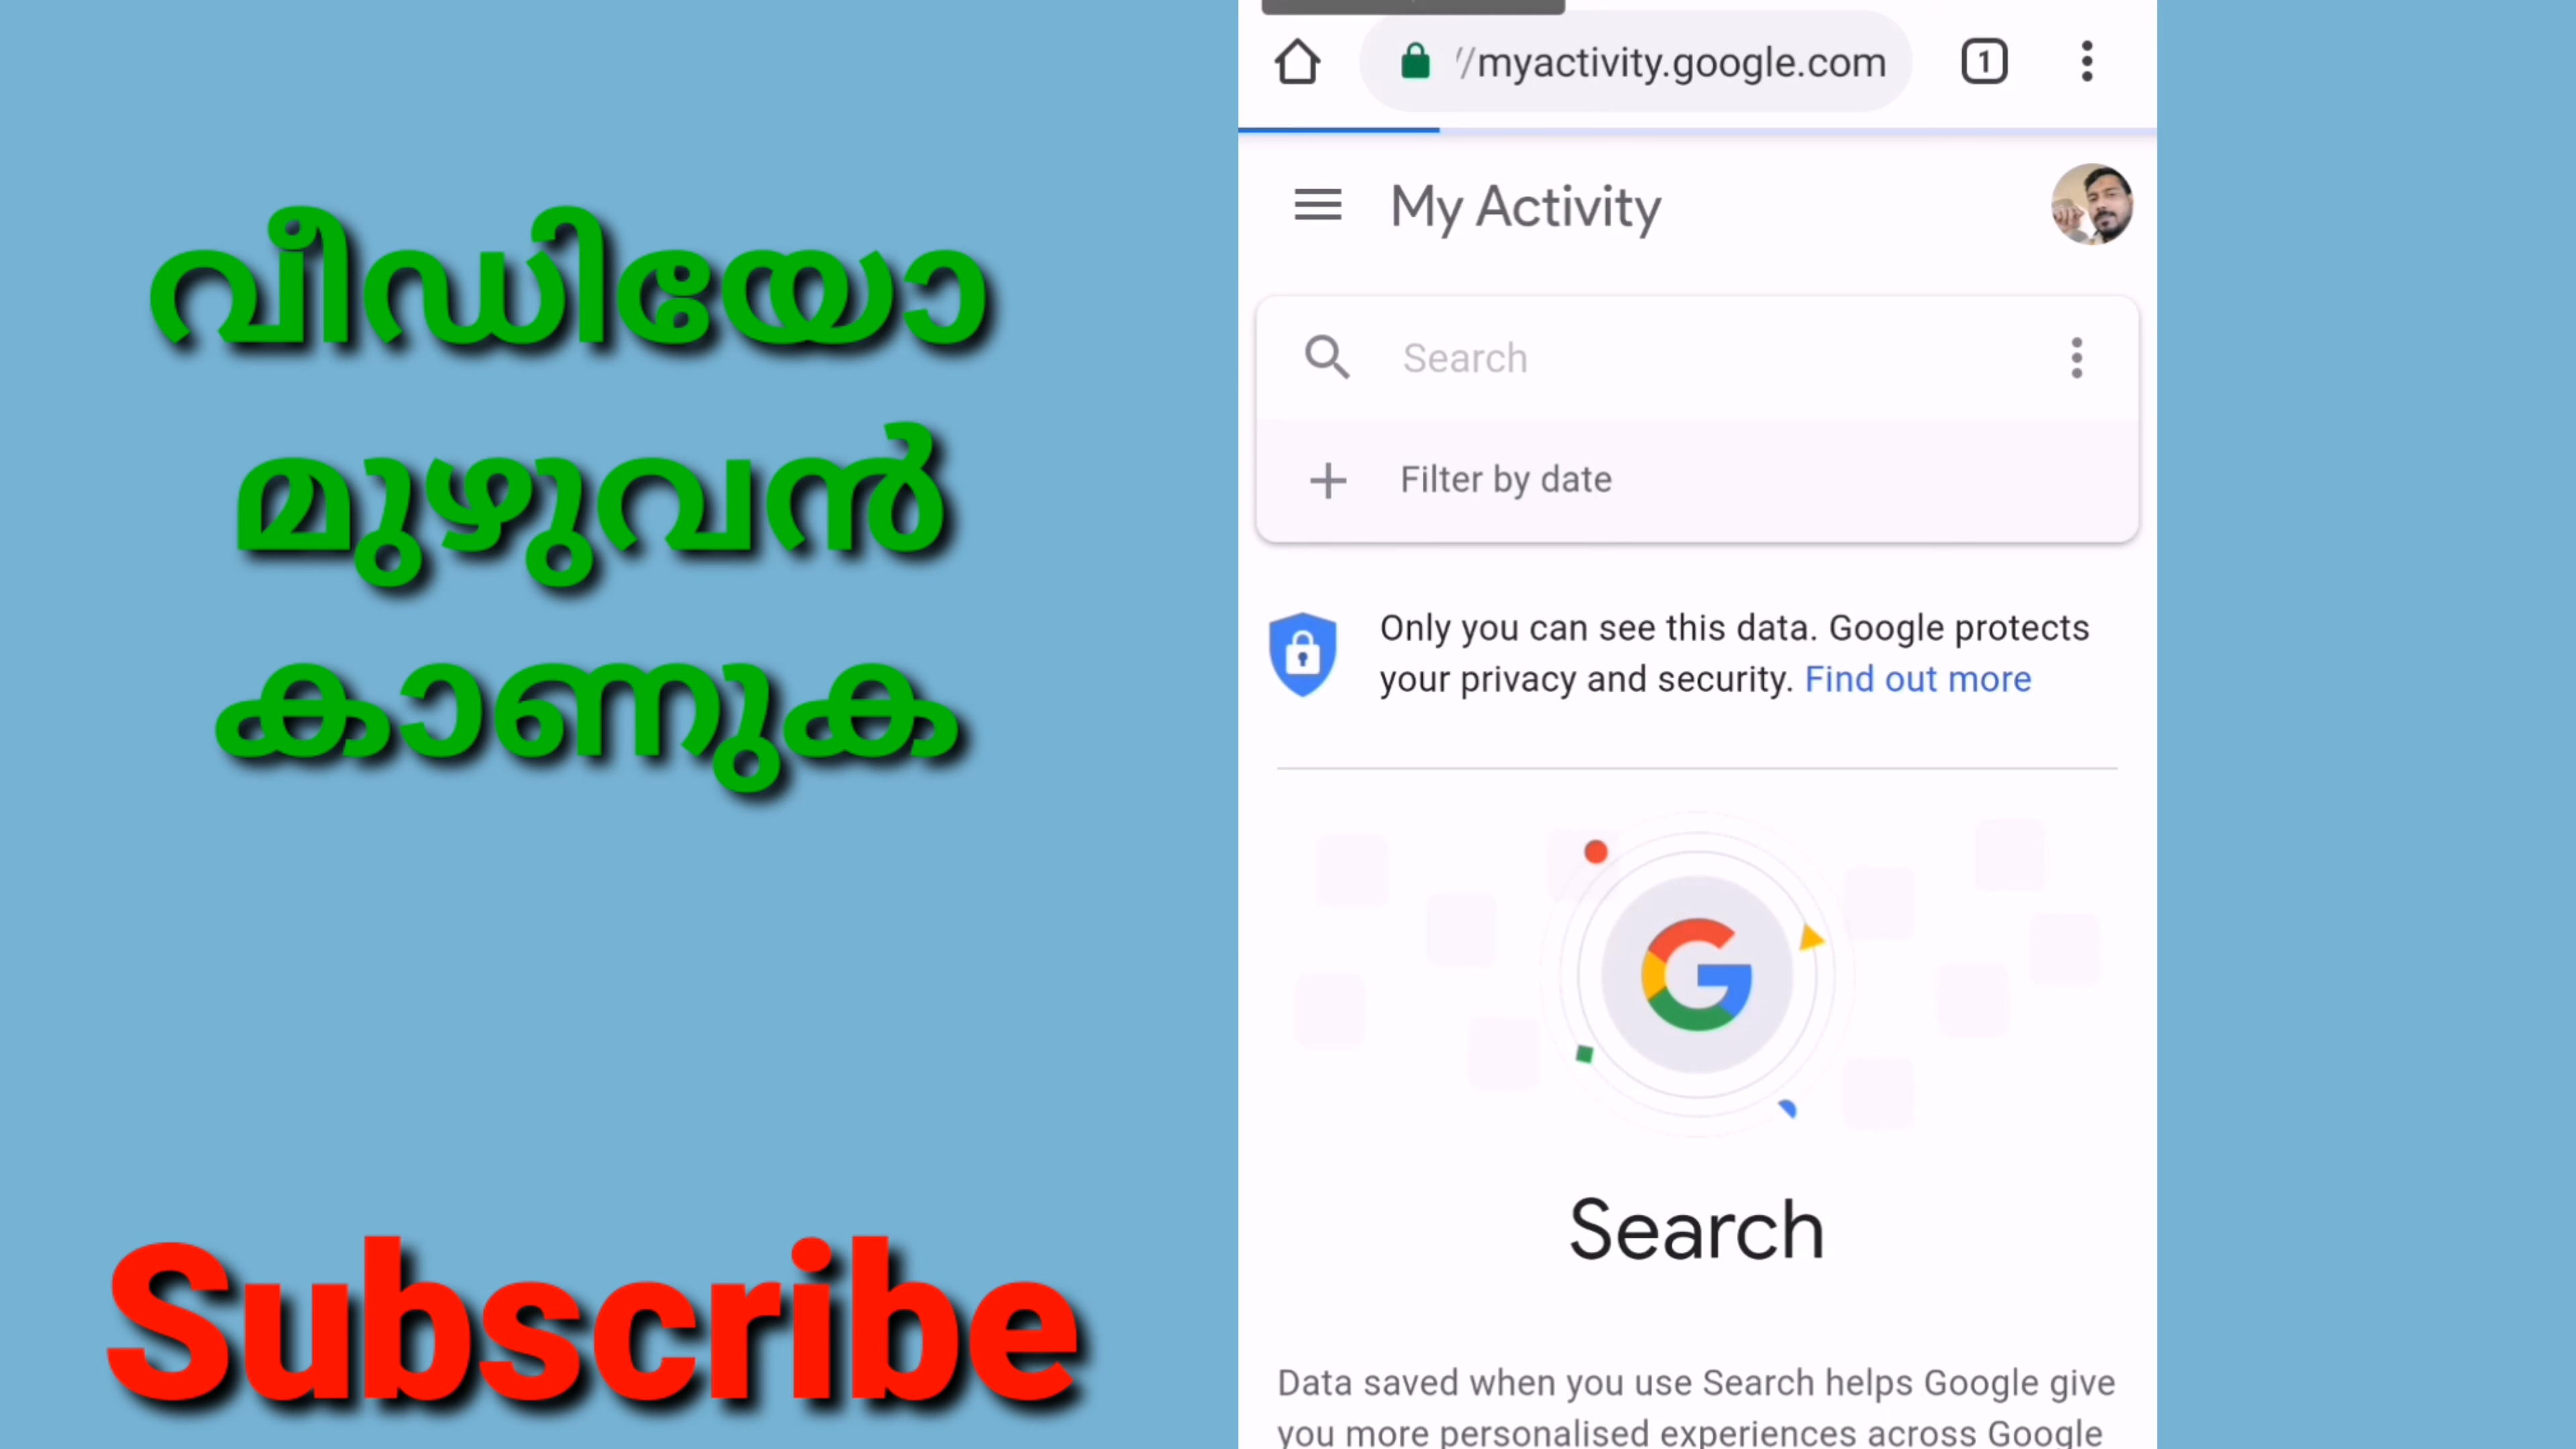 വീഡിയോ
മുഴുവൻ
കാണുക
Subscribe
//myactivity.google.com
1
My Activity
Search
Filter by date
Only you can see this data. Google protects
your privacy and security. Find out more
Search
Data saved when you use Search helps Google give
you more personalised experiences across Google